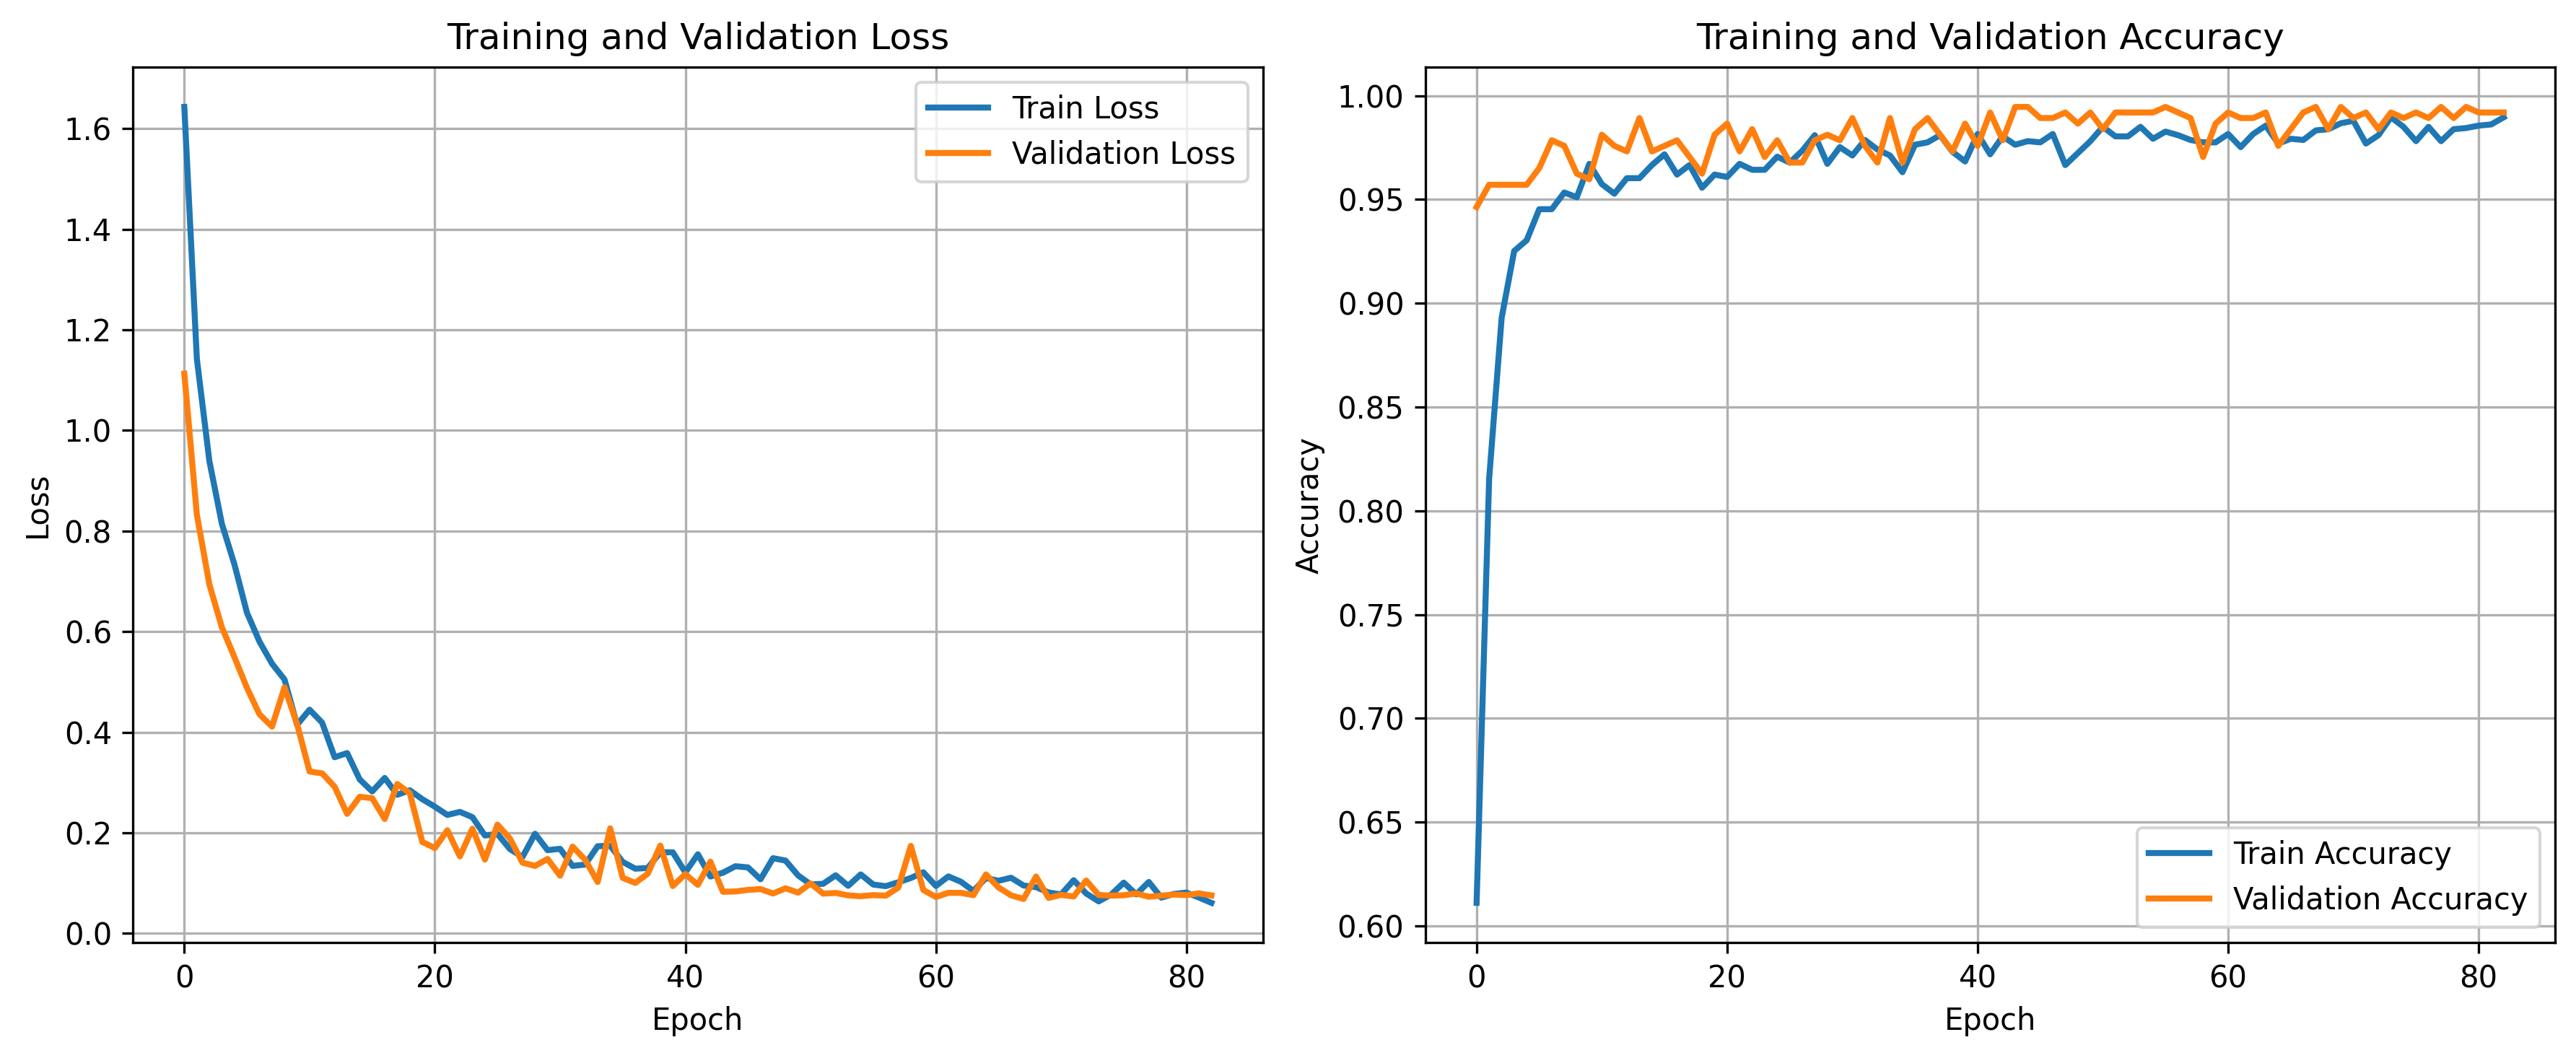 Training and Validation Loss
Train Loss
Validation Loss
1.6
1.4
1.2
1.0
0.8
0.6
0.4
0.2
0.0
Loss
0 20 40 60 80
Epoch
Training and Validation Accuracy
1.00
0.95
0.90
0.85
0.80
0.75
0.70
0.65
0.60
Accuracy
Train Accuracy
Validation Accuracy
0 20 40 60 80
Epoch